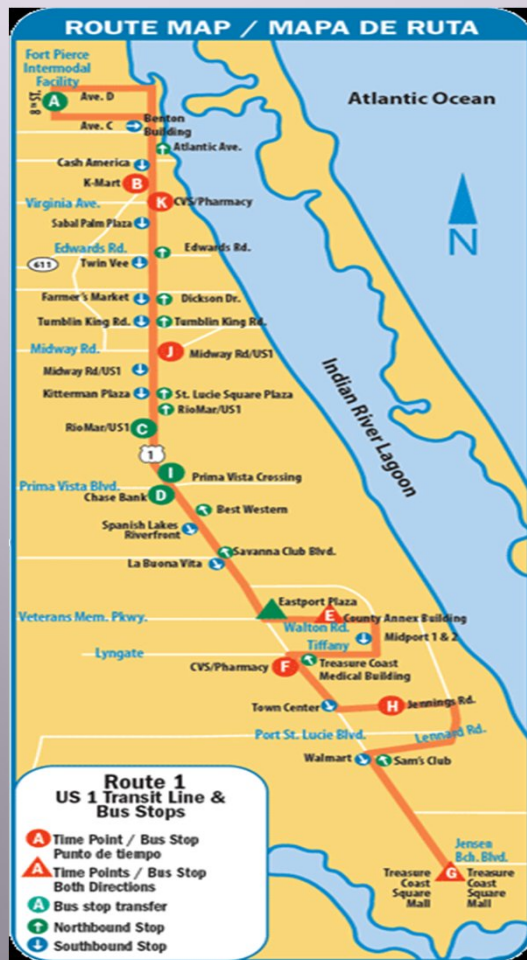 ROUTE MAP / MAPA DE RUTA
Fort Pierce
Intermodal
Facility
8TH ST.
A
Ave. D
Atlantic Ocean
Ave. C
Benton
Building
Atlantic Ave.
Cash America
K-Mart
B
Virginia Ave.
K
CVS/Pharmacy
Sabal Palm Plaza
N
Edwards Rd.
Edwards Rd.
611
Twin Vee
Farmer's Market
Dickson Dr.
Tumblin King Rd.
Tumblin King Rd.
Midway Rd.
J
Midway Rd/US1
Midway Rd/US1
Kitterman Plaza
St. Lucie Square Plaza
RioMar/US1
RioMar/US1
C
Indian River Lagoon
1
I
Prima Vista Crossing
Prima Vista Blvd.
Chase Bank
D
Best Western
Spanish Lakes
Riverfront
Savanna Club Blvd.
La Buona Vita
Eastport Plaza
Veterans Mem. Pkwy.
E
County Annex Building
Walton Rd.
Midport 1 & 2
Tiffany
Lyngate
CVS/Pharmacy
F
Treasure Coast
Medical Building
Town Center
H
Jennings Rd.
Port St. Lucie Blvd.
Lennard Rd.
Walmart
Sam's Club
Route 1
US 1 Transit Line &
Bus Stops
A
Time Point / Bus Stop
Punto de tiempo
A
Time Points / Bus Stop
Both Directions
A
Bus stop transfer
Northbound Stop
Southbound Stop
Jensen
Bch. Blvd.
Treasure
Coast
Square
Mall
G
Treasure
Coast
Square
Mall